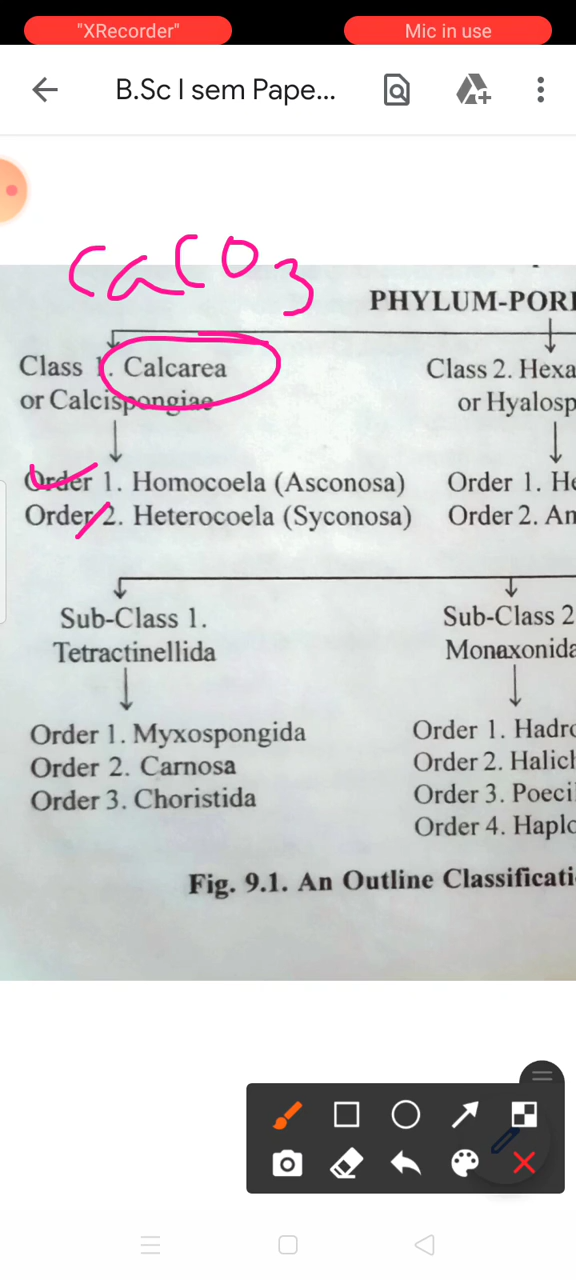 "XRecorder" Mic in use
B.Sc I sem Pape...
CaCO3
PHYLUM-PORI
Class 1. Calcarea
or Calcispongiae
Class 2. Hexa
or Hyalosp
Order 1. Homocoela (Asconosa)
Order 2. Heterocoela (Syconosa)
Order 1. He
Order 2. An
Sub-Class 1.
Tetractinellida
Sub-Class 2
Monaxonida
Order 1. Myxospongida
Order 2. Carnosa
Order 3. Choristida
Order 1. Hadro
Order 2. Halich
Order 3. Poeci
Order 4. Haplo
Fig. 9.1. An Outline Classificati